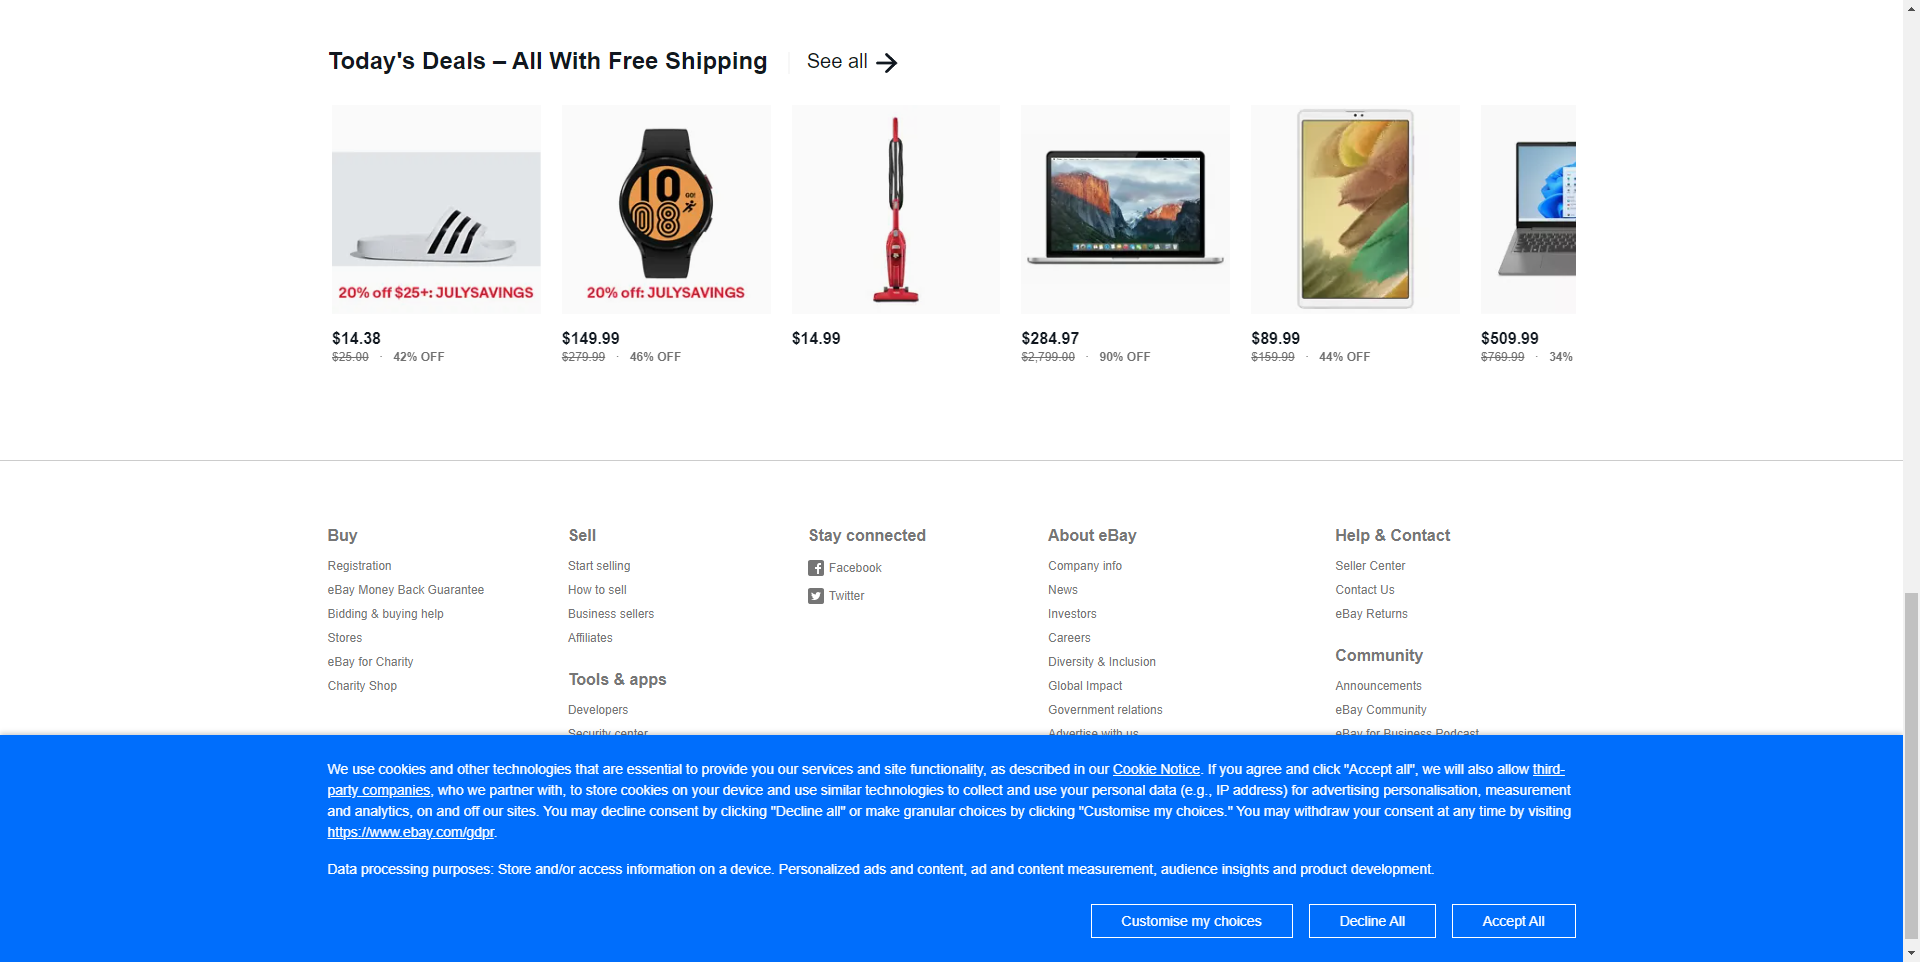 Today's Deals – All With Free Shipping
See all
10
08
GO!
20% off $25+: JULYSAVINGS
20% off: JULYSAVINGS
$14.38
$25.00 · 42% OFF
$149.99
$279.99 · 46% OFF
$14.99
$284.97
$2,799.00 · 90% OFF
$89.99
$159.99 · 44% OFF
$509.99
$769.99 · 34%
Buy
Registration
eBay Money Back Guarantee
Bidding & buying help
Stores
eBay for Charity
Charity Shop
Sell
Start selling
How to sell
Business sellers
Affiliates
Tools & apps
Developers
Security center
Stay connected
Facebook
Twitter
About eBay
Company info
News
Investors
Careers
Diversity & Inclusion
Global Impact
Government relations
Advertise with us
Help & Contact
Seller Center
Contact Us
eBay Returns
Community
Announcements
eBay Community
eBay for Business Podcast
We use cookies and other technologies that are essential to provide you our services and site functionality, as described in our Cookie Notice. If you agree and click "Accept all", we will also allow third-
party companies, who we partner with, to store cookies on your device and use similar technologies to collect and use your personal data (e.g., IP address) for advertising personalisation, measurement
and analytics, on and off our sites. You may decline consent by clicking "Decline all" or make granular choices by clicking "Customise my choices." You may withdraw your consent at any time by visiting
https://www.ebay.com/gdpr.
Data processing purposes: Store and/or access information on a device. Personalized ads and content, ad and content measurement, audience insights and product development.
Customise my choices
Decline All
Accept All